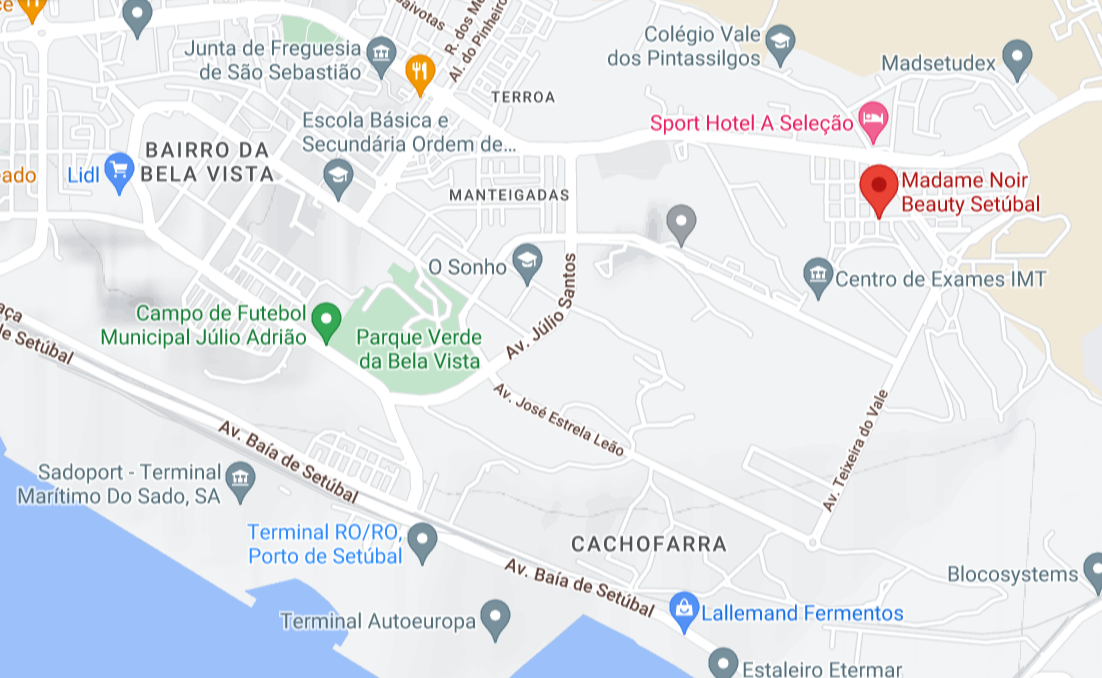 ce
aivotas
R. dos Me
Al. do Pinheiro
Junta de Freguesia
de São Sebastião
Colégio Vale
dos Pintassilgos
Madsetudex
TERROA
Escola Básica e
Secundária Ordem de...
Sport Hotel A Seleção
BAIRRO DA
BELA VISTA
Lidl
ado
MANTEIGADAS
Madame Noir
Beauty Setúbal
O Sonho
Centro de Exames IMT
Av. Júlio Santos
Campo de Futebol
Municipal Júlio Adrião
Parque Verde
da Bela Vista
aça
de Setúbal
Av. José Estrela Leão
Av. Teixeira do Vale
Av. Baía de Setúbal
Sadoport - Terminal
Marítimo Do Sado, SA
Terminal RO/RO,
Porto de Setúbal
CACHOFARRA
Av. Baía de Setúbal
Blocosystems
Lallemand Fermentos
Terminal Autoeuropa
Estaleiro Etermar